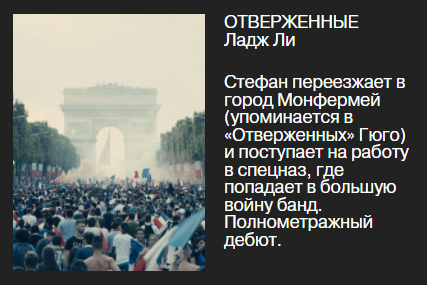 ОТВЕРЖЕННЫЕ
Ладж Ли
Стефан переезжает в
город Монфермей
(упоминается в
«Отверженных» Гюго)
и поступает на работу
в спецназ, где
попадает в большую
войну банд.
Полнометражный
дебют.